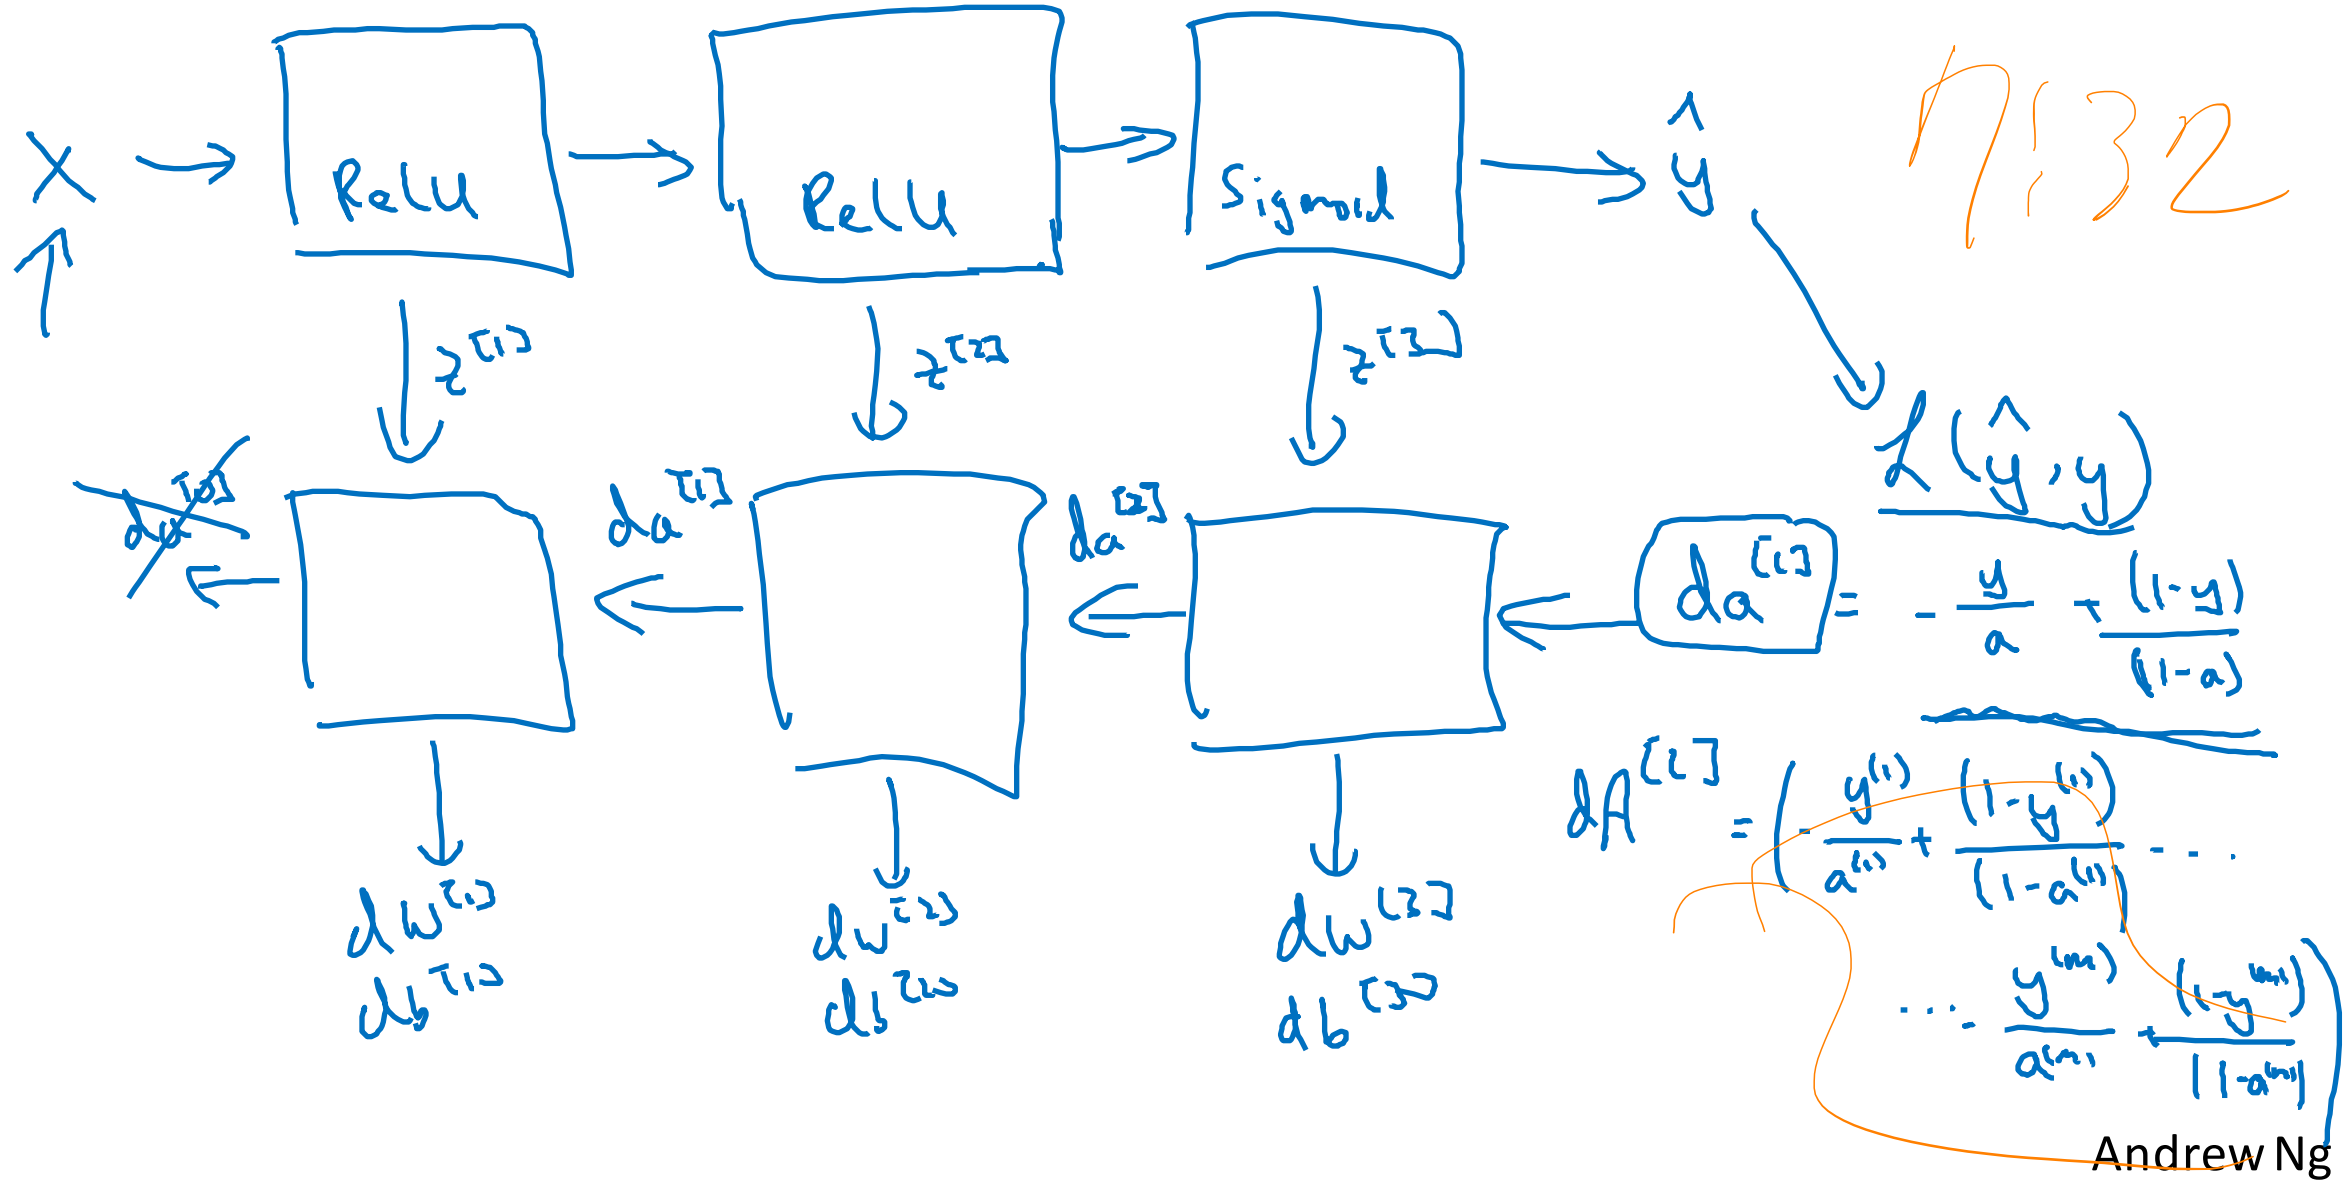 X → ReLU → ReLU → Sigmoid → ŷ
7:32
z^[1] z^[2] z^[3]
L(ŷ, y)
da^[0] da^[1] da^[2] da^[l] = - y/a + (1-y)/(1-a)
dA^[l] = (- y^(1)/a^(1) + (1-y^(1))/(1-a^(1)) ....
.... - y^(m)/a^(m) + (1-y^(m))/(1-a^(m)))
dw^[1] dw^[2] dw^[3]
db^[1] db^[2] db^[3]
Andrew Ng